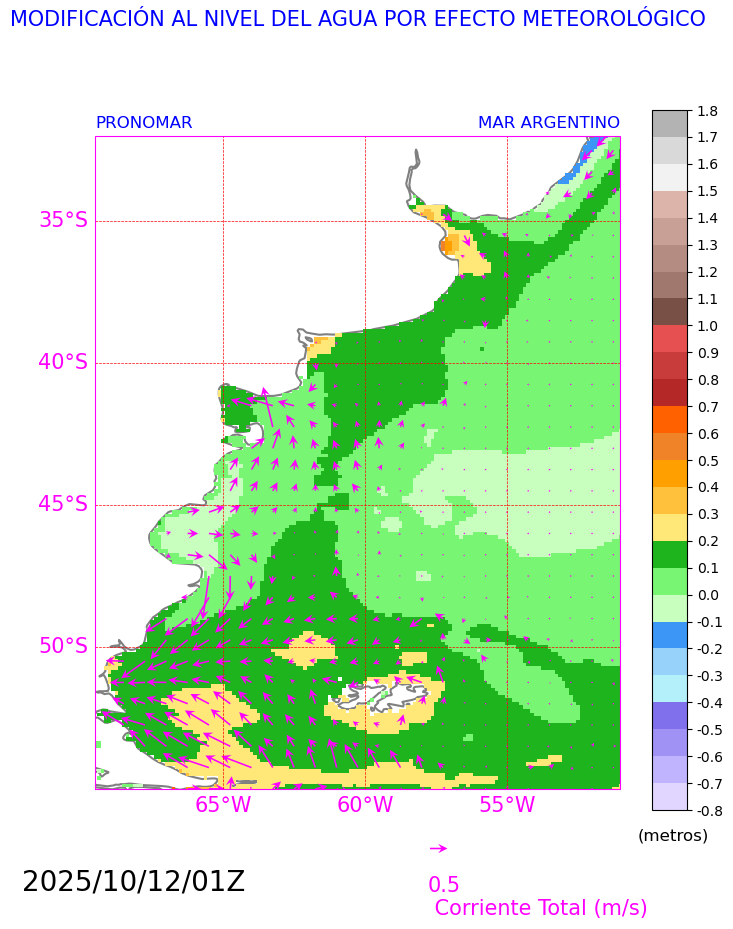 MODIFICACIÓN AL NIVEL DEL AGUA POR EFECTO METEOROLÓGICO
PRONOMAR MAR ARGENTINO
35°S
40°S
45°S
50°S
65°W 60°W 55°W
1.8
1.7
1.6
1.5
1.4
1.3
1.2
1.1
1.0
0.9
0.8
0.7
0.6
0.5
0.4
0.3
0.2
0.1
0.0
-0.1
-0.2
-0.3
-0.4
-0.5
-0.6
-0.7
-0.8
(metros)
2025/10/12/01Z
0.5
Corriente Total (m/s)